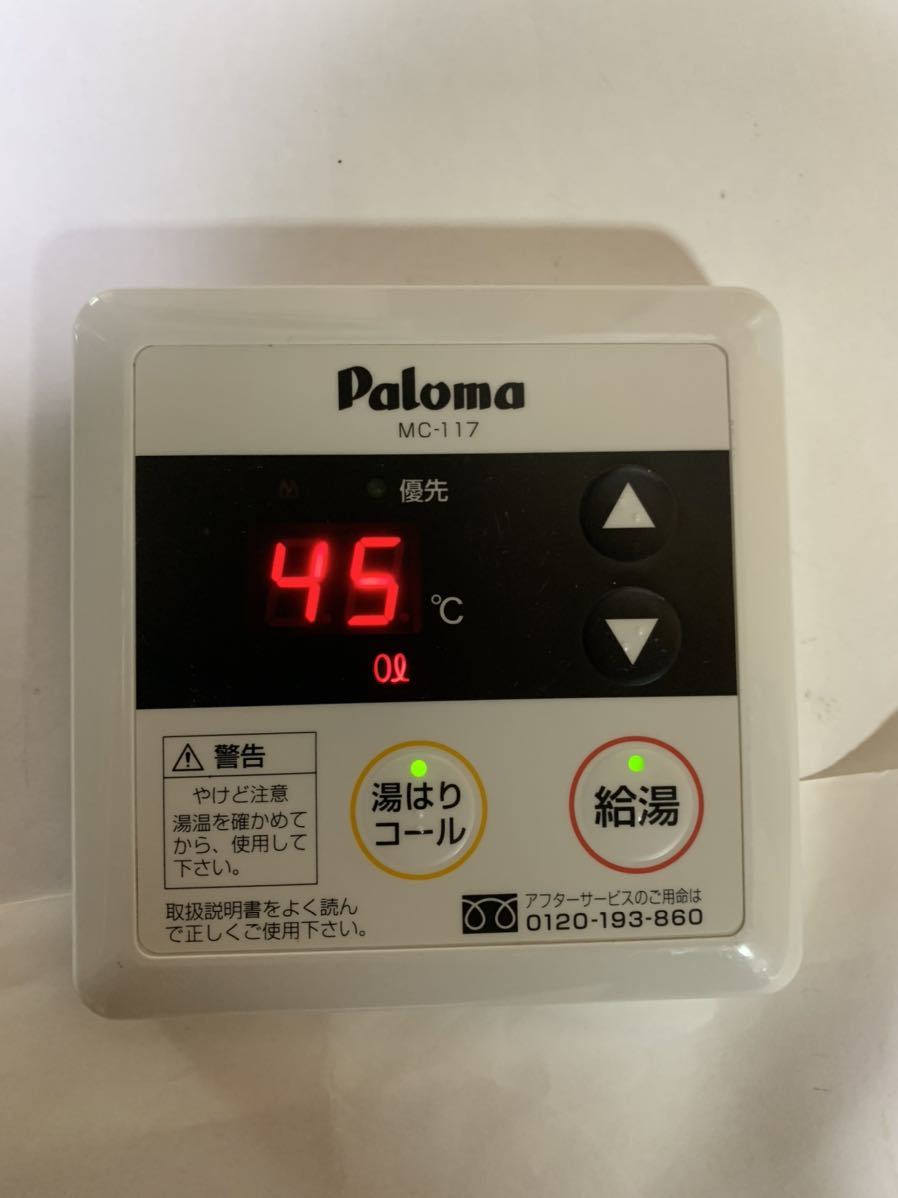 Paloma
MC-117
優先
45
℃
0ℓ
警告
やけど注意
湯温を確かめて
から、使用して
下さい。
湯はり
コール
給湯
取扱説明書をよく読ん
で正しくご使用下さい。
アフターサービスのご用命は
0120-193-860